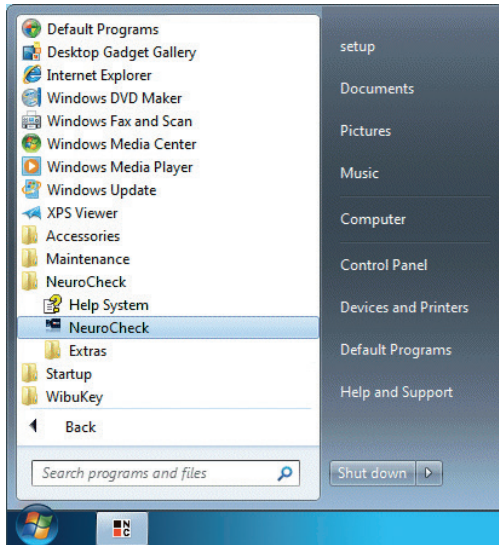 Default Programs
Desktop Gadget Gallery
Internet Explorer
Windows DVD Maker
Windows Fax and Scan
Windows Media Center
Windows Media Player
Windows Update
XPS Viewer
Accessories
Maintenance
NeuroCheck
Help System
NeuroCheck
Extras
Startup
WibuKey
Back
Search programs and files
setup
Documents
Pictures
Music
Computer
Control Panel
Devices and Printers
Default Programs
Help and Support
Shut down
N
C